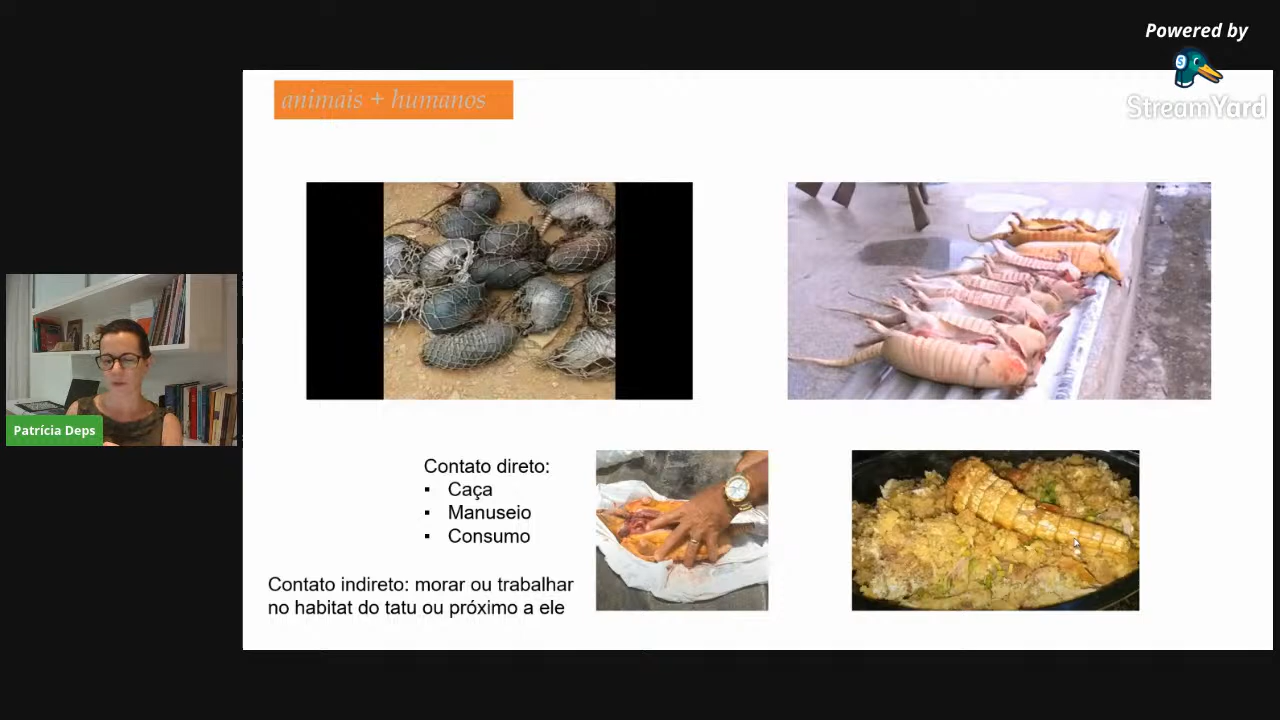 Powered by
StreamYard
animais + humanos
Patrícia Deps
Contato direto:
▪ Caça
▪ Manuseio
▪ Consumo
Contato indireto: morar ou trabalhar
no habitat do tatu ou próximo a ele